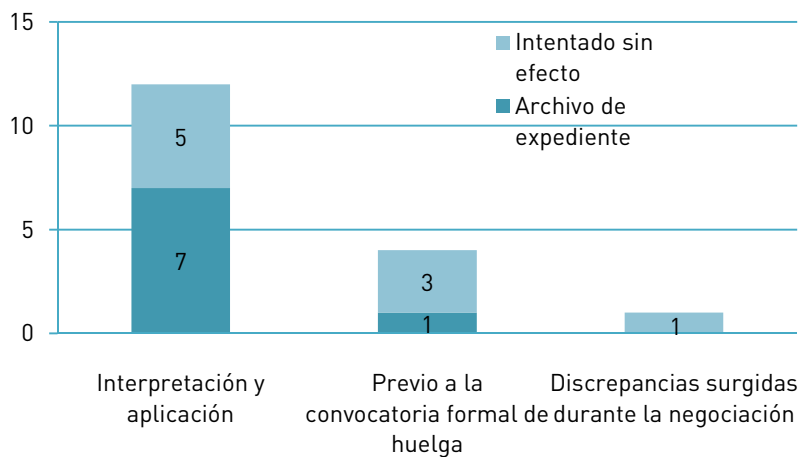 15
10
5
0
Intentado sin
efecto
Archivo de
expediente
5
7
3
1
1
Interpretación y
aplicación
Previo a la
convocatoria formal de
huelga
Discrepancias surgidas
durante la negociación